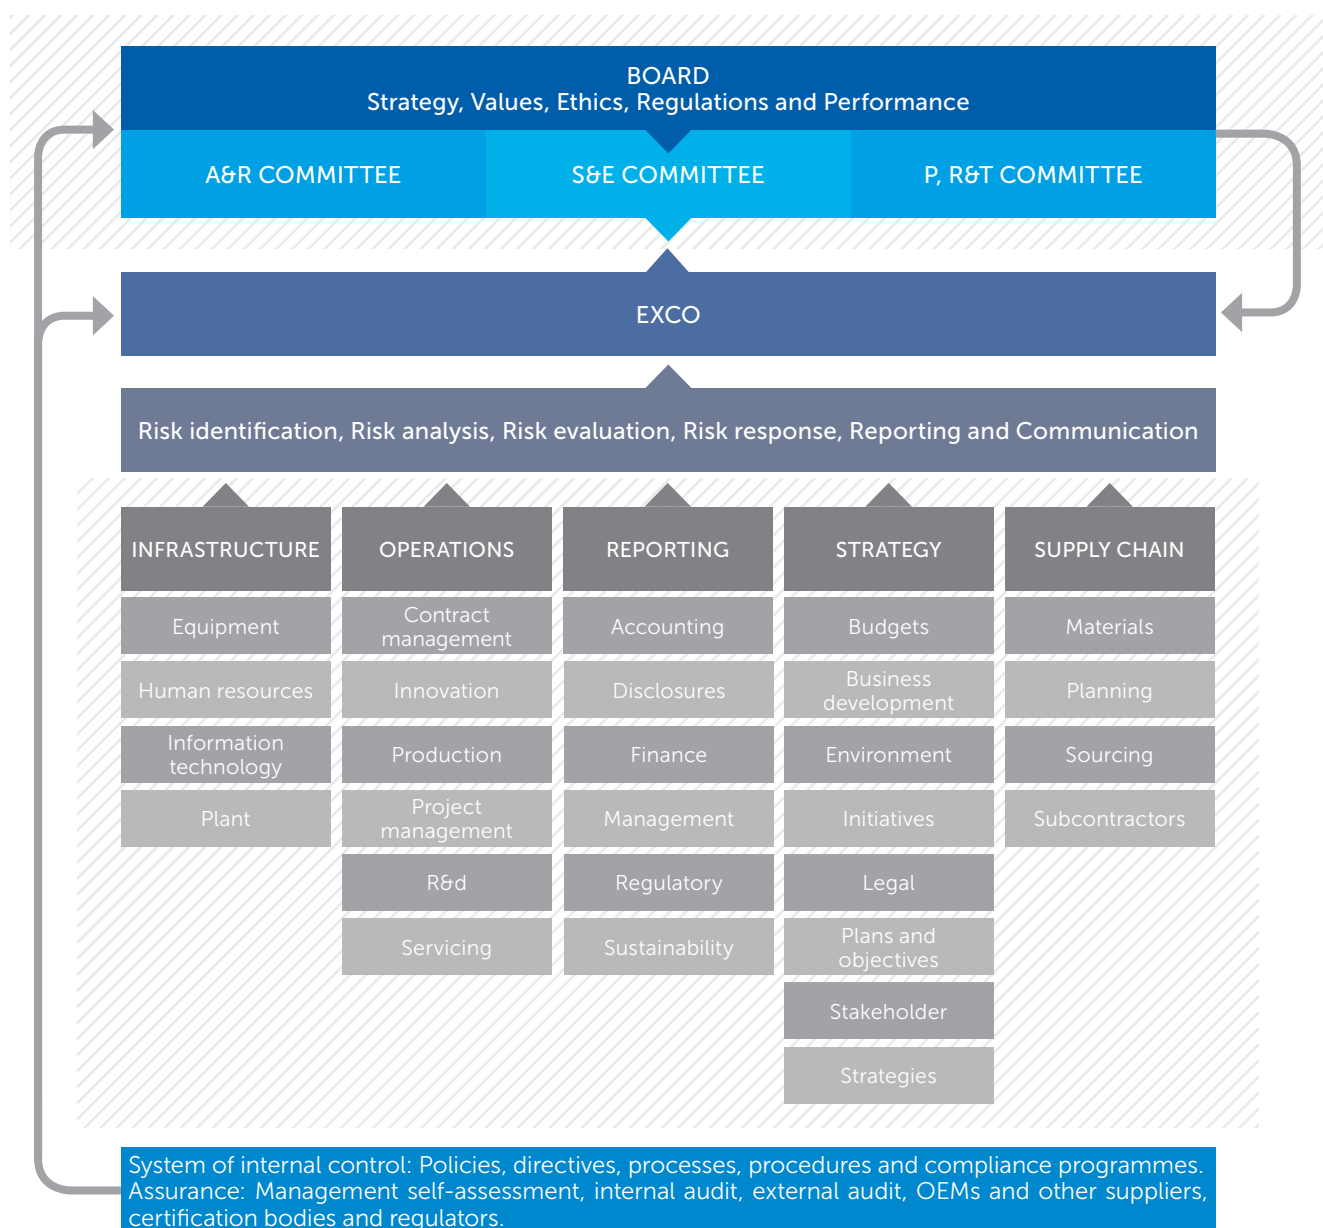 BOARD
Strategy, Values, Ethics, Regulations and Performance
A&R COMMITTEE
S&E COMMITTEE
P, R&T COMMITTEE
EXCO
Risk identification, Risk analysis, Risk evaluation, Risk response, Reporting and Communication
INFRASTRUCTURE
Equipment
Human resources
Information
technology
Plant
OPERATIONS
Contract
management
Innovation
Production
Project
management
R&d
Servicing
REPORTING
Accounting
Disclosures
Finance
Management
Regulatory
Sustainability
STRATEGY
Budgets
Business
development
Environment
Initiatives
Legal
Plans and
objectives
Stakeholder
Strategies
SUPPLY CHAIN
Materials
Planning
Sourcing
Subcontractors
System of internal control: Policies, directives, processes, procedures and compliance programmes.
Assurance: Management self-assessment, internal audit, external audit, OEMs and other suppliers,
certification bodies and regulators.